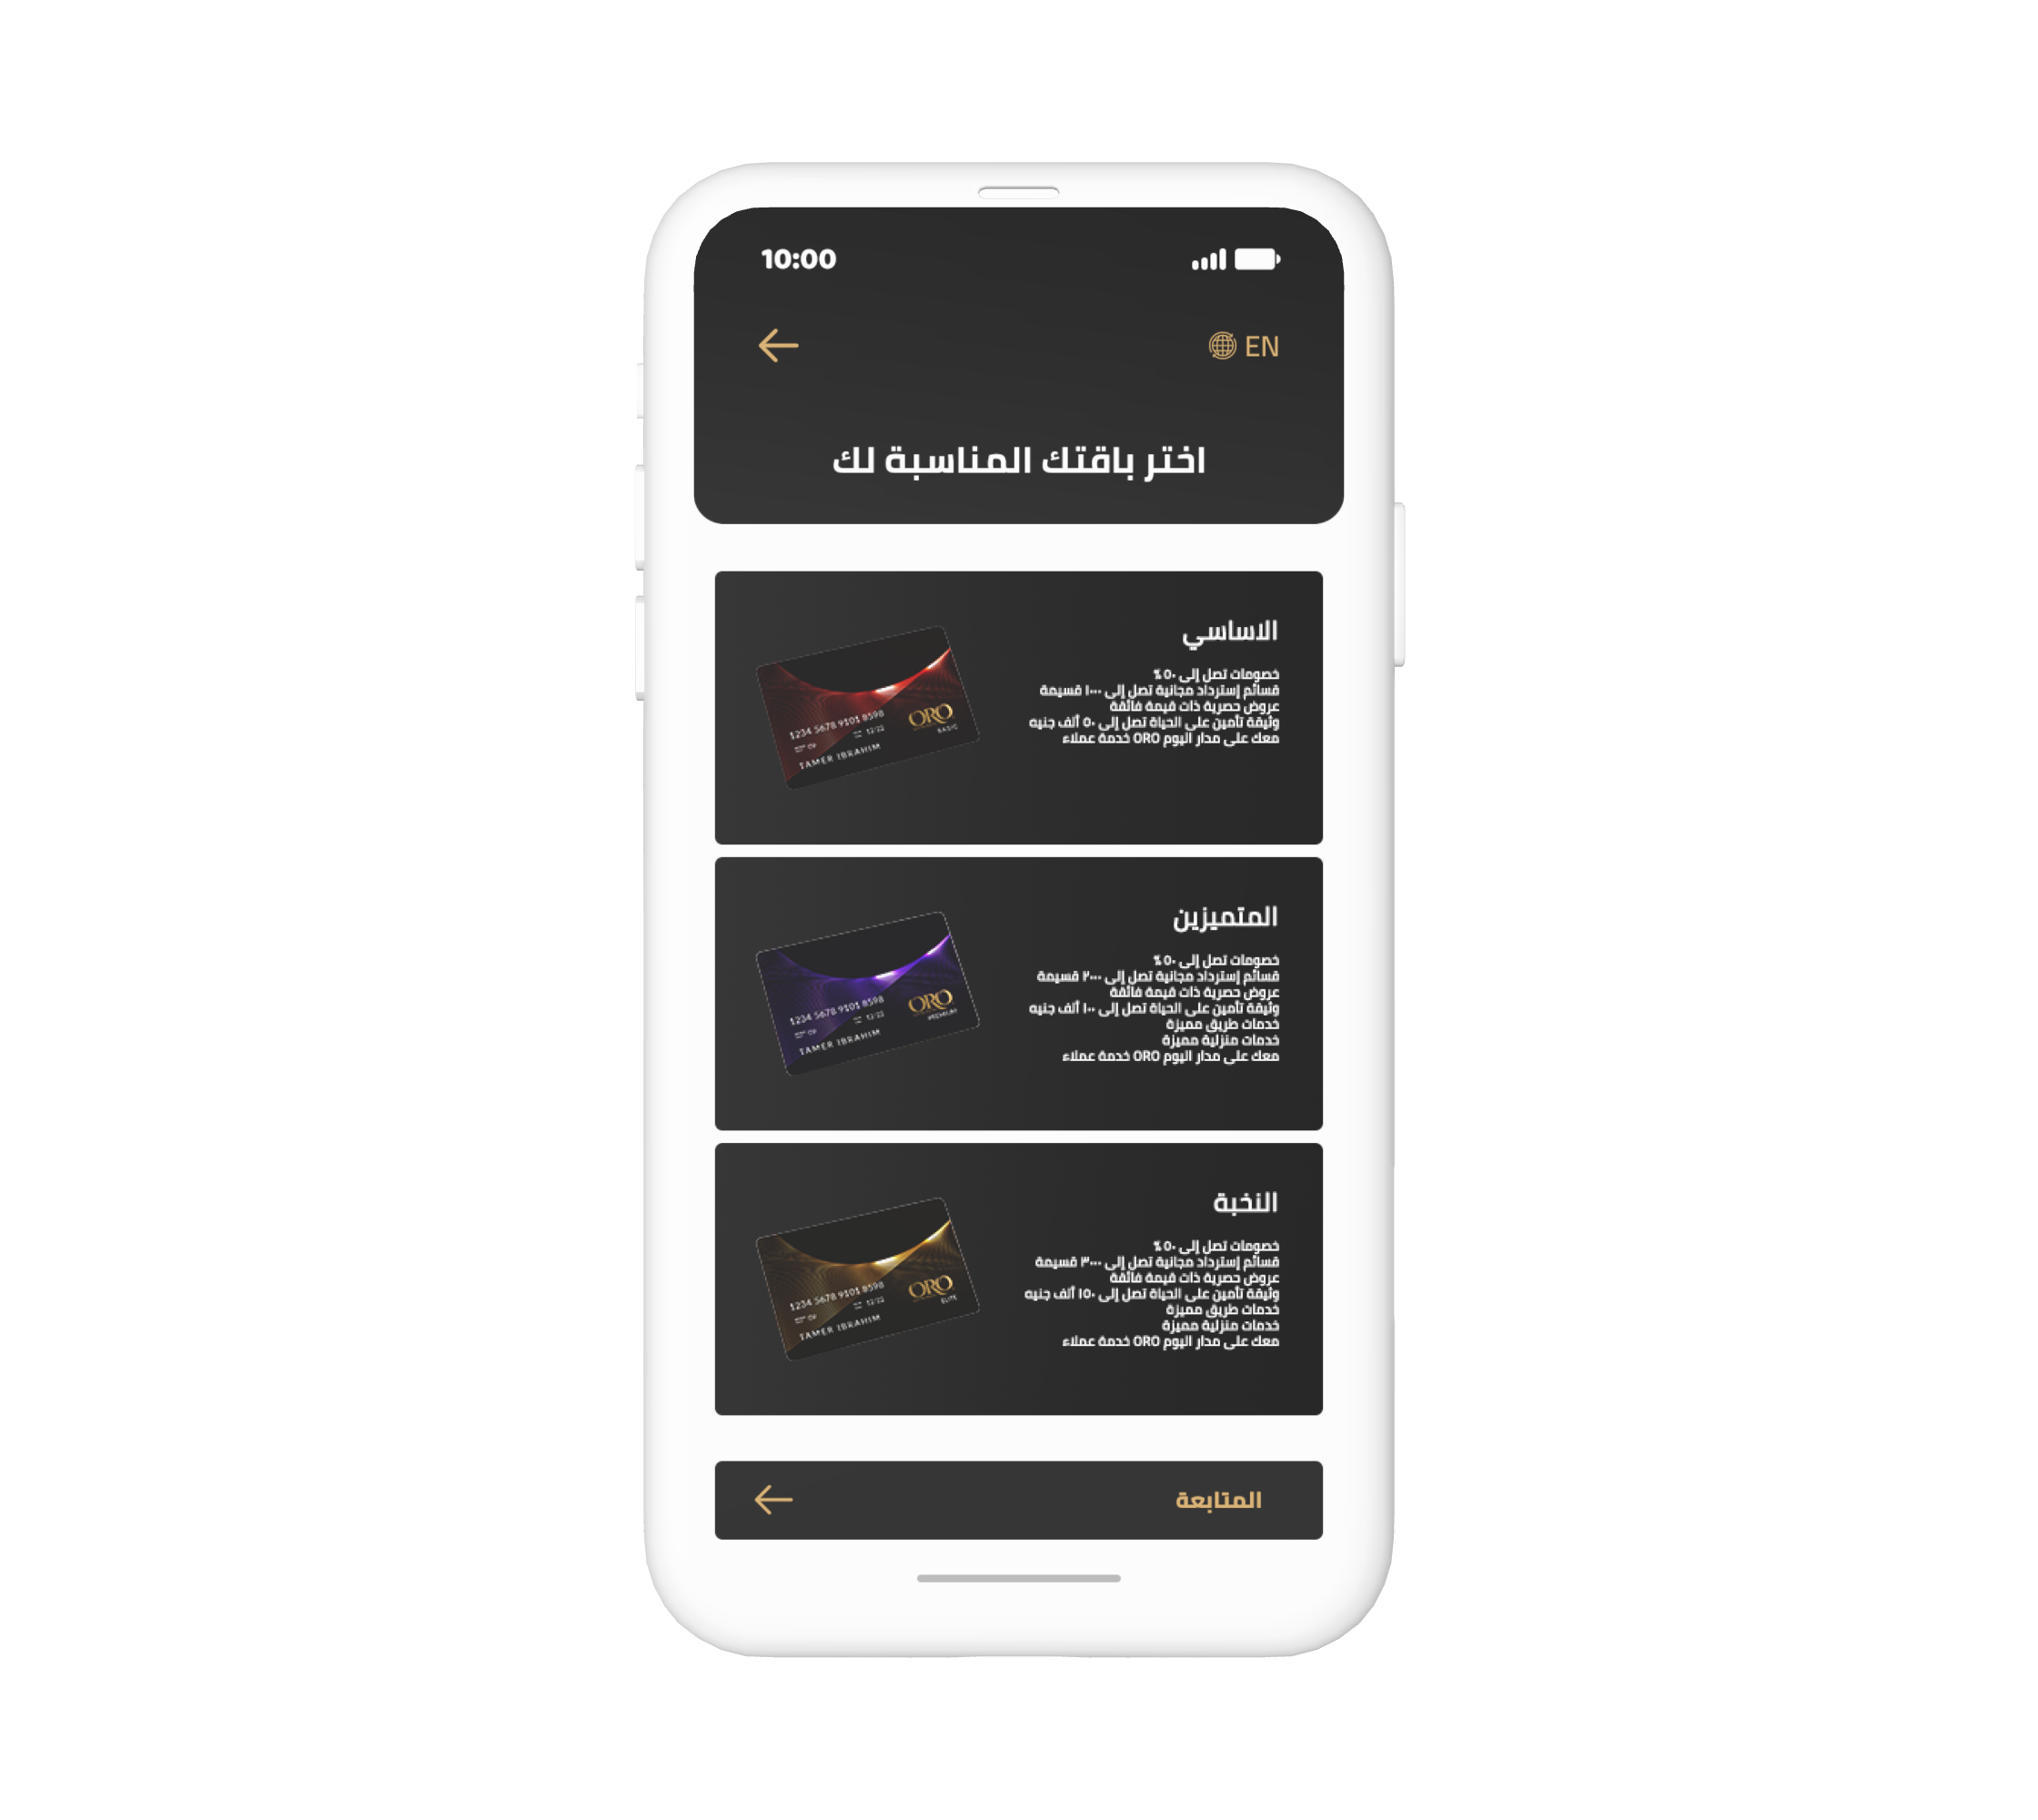 10:00
EN
اختر باقتك المناسبة لك
الاساسي
خصومات تصل إلى ٥٠٪
قسائم إسترداد مجانية تصل إلى ١٠٠٠ قسيمة
عروض حصرية ذات قيمة فائقة
وثيقة تأمين على الحياة تصل إلى ٥٠ ألف جنيه
معك على مدار اليوم ORO خدمة عملاء
1234 5678 9101 8598
12/22
TAMER IBRAHIM
ORO
BASIC
المتميزين
خصومات تصل إلى ٥٠٪
قسائم إسترداد مجانية تصل إلى ٢٠٠٠ قسيمة
عروض حصرية ذات قيمة فائقة
وثيقة تأمين على الحياة تصل إلى ١٠٠ ألف جنيه
خدمات طريق مميزة
خدمات منزلية مميزة
معك على مدار اليوم ORO خدمة عملاء
1234 5678 9101 8598
12/22
TAMER IBRAHIM
ORO
PREMIUM
النخبة
خصومات تصل إلى ٥٠٪
قسائم إسترداد مجانية تصل إلى ٣٠٠٠ قسيمة
عروض حصرية ذات قيمة فائقة
وثيقة تأمين على الحياة تصل إلى ١٥٠ ألف جنيه
خدمات طريق مميزة
خدمات منزلية مميزة
معك على مدار اليوم ORO خدمة عملاء
1234 5678 9101 8598
12/22
TAMER IBRAHIM
ORO
ELITE
المتابعة